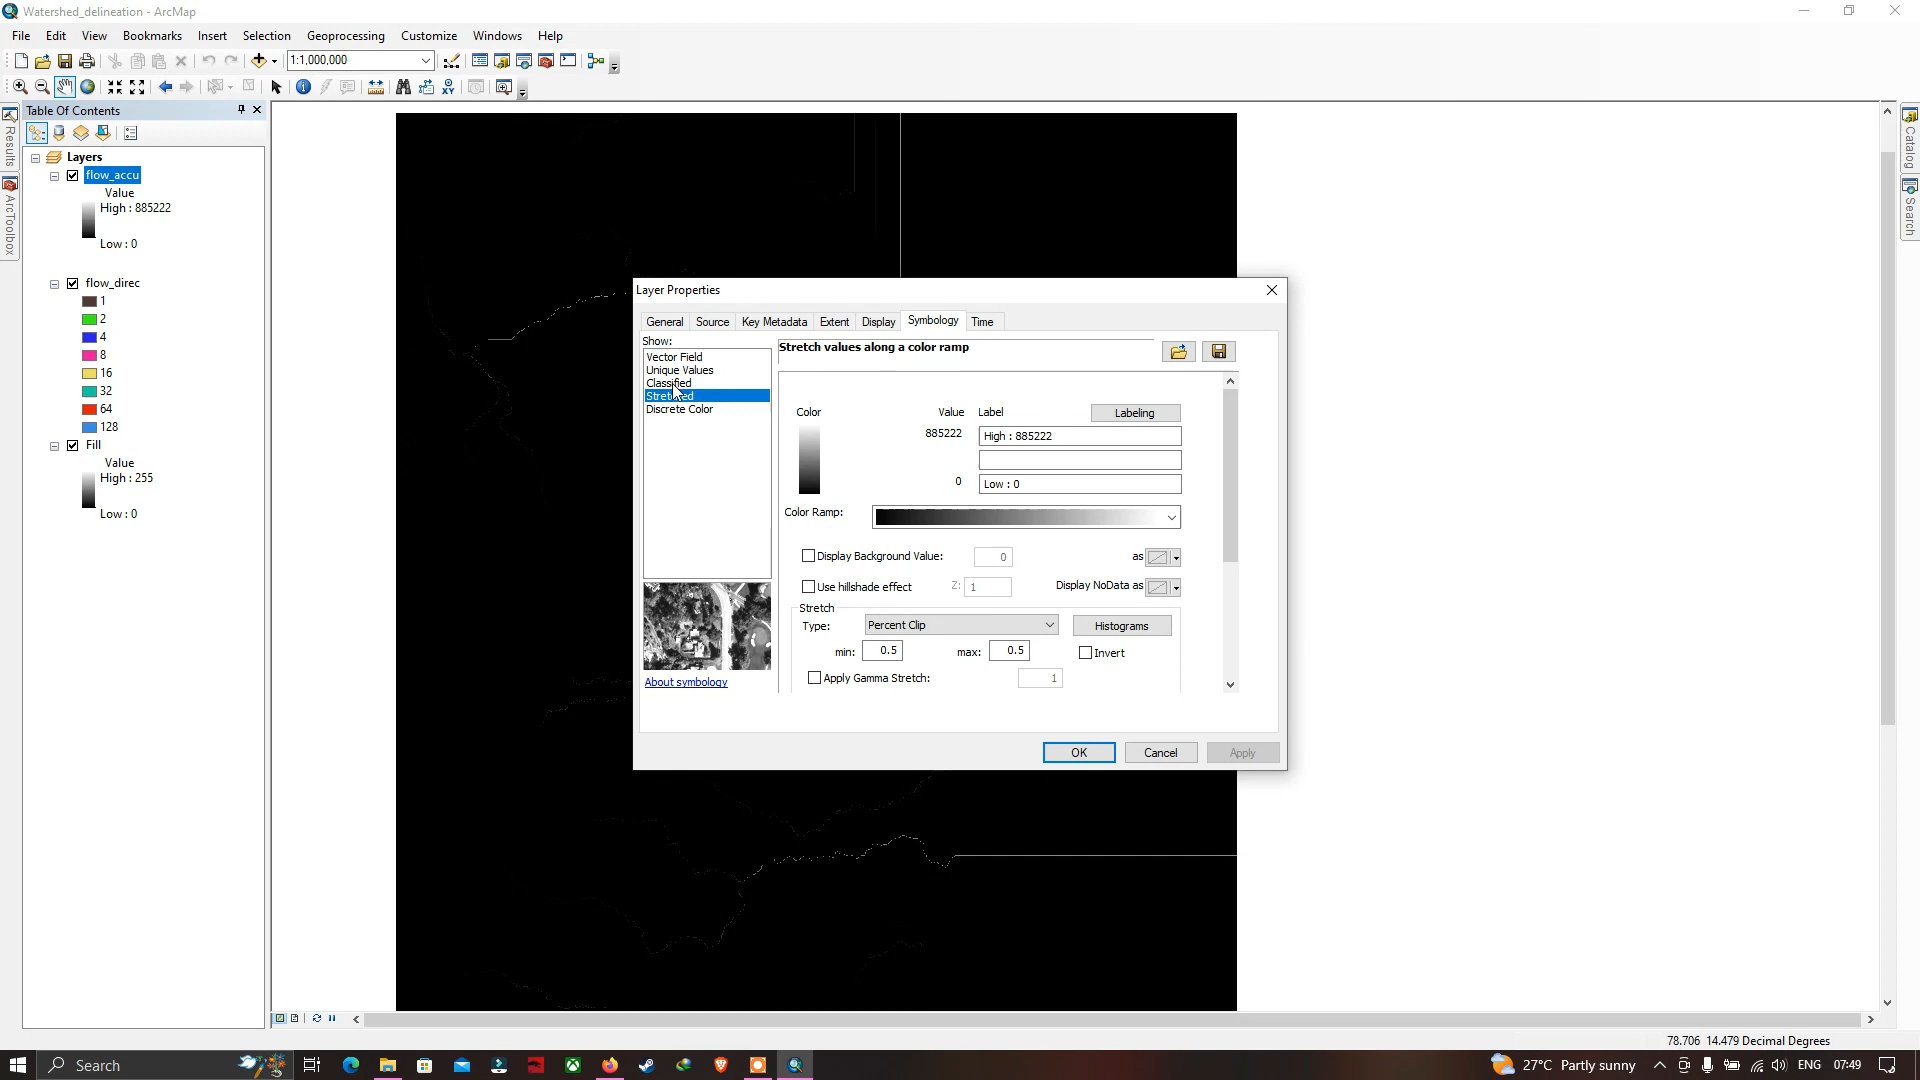 Watershed_delineation - ArcMap
File Edit View Bookmarks Insert Selection Geoprocessing Customize Windows Help
1:1,000,000
Table Of Contents
Results
ArcToolbox
Layers
flow_accu
Value
High : 885222
Low : 0
flow_direc
1
2
4
8
16
32
64
128
Fill
Value
High : 255
Low : 0
Layer Properties
General Source Key Metadata Extent Display Symbology Time
Show:
Vector Field
Unique Values
Classified
Stretched
Discrete Color
About symbology
Stretch values along a color ramp
Color Value Label Labeling
885222 High : 885222
0 Low : 0
Color Ramp:
Display Background Value: 0 as
Use hillshade effect Z: 1 Display NoData as
Stretch
Type: Percent Clip Histograms
min: 0.5 max: 0.5 Invert
Apply Gamma Stretch: 1
OK Cancel Apply
Catalog
Search
78.706 14.479 Decimal Degrees
Search
27°C Partly sunny
ENG 07:49